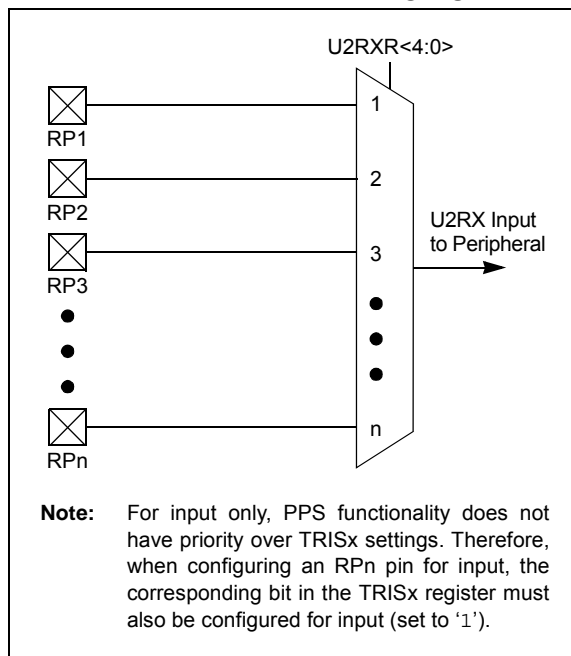 U2RXR<4:0>
RP1
1
RP2
2
RP3
3
U2RX Input
to Peripheral
RPn
n
Note: For input only, PPS functionality does not
have priority over TRISx settings. Therefore,
when configuring an RPn pin for input, the
corresponding bit in the TRISx register must
also be configured for input (set to ‘1’).